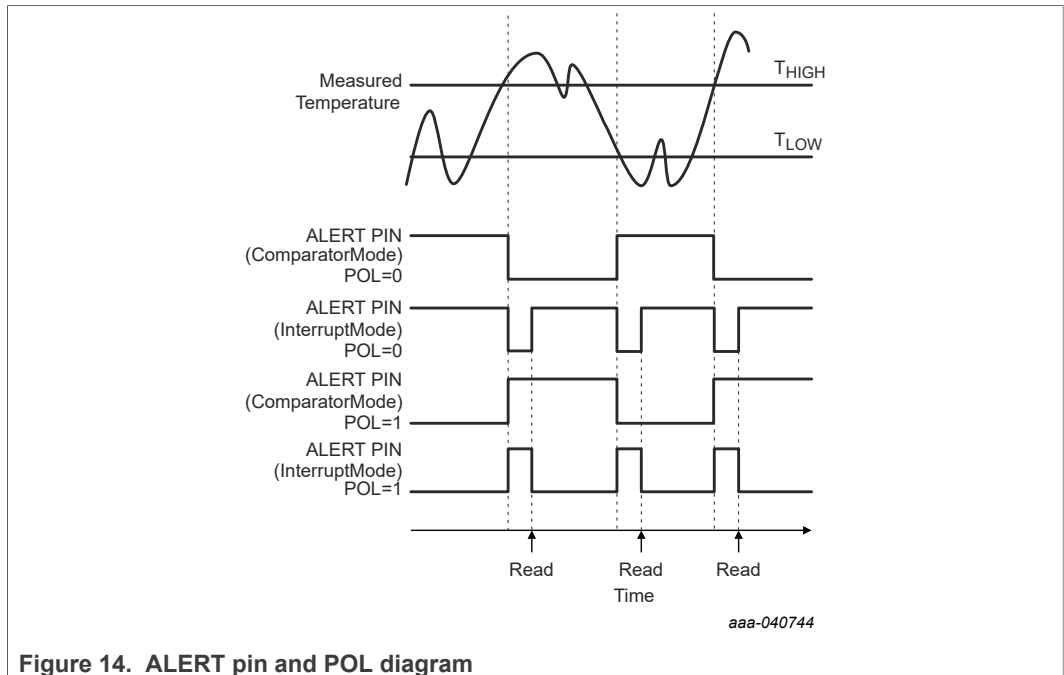 Measured
Temperature
THIGH
TLOW
ALERT PIN
(ComparatorMode)
POL=0
ALERT PIN
(InterruptMode)
POL=0
ALERT PIN
(ComparatorMode)
POL=1
ALERT PIN
(InterruptMode)
POL=1
Read Read Read
Time
aaa-040744
Figure 14. ALERT pin and POL diagram